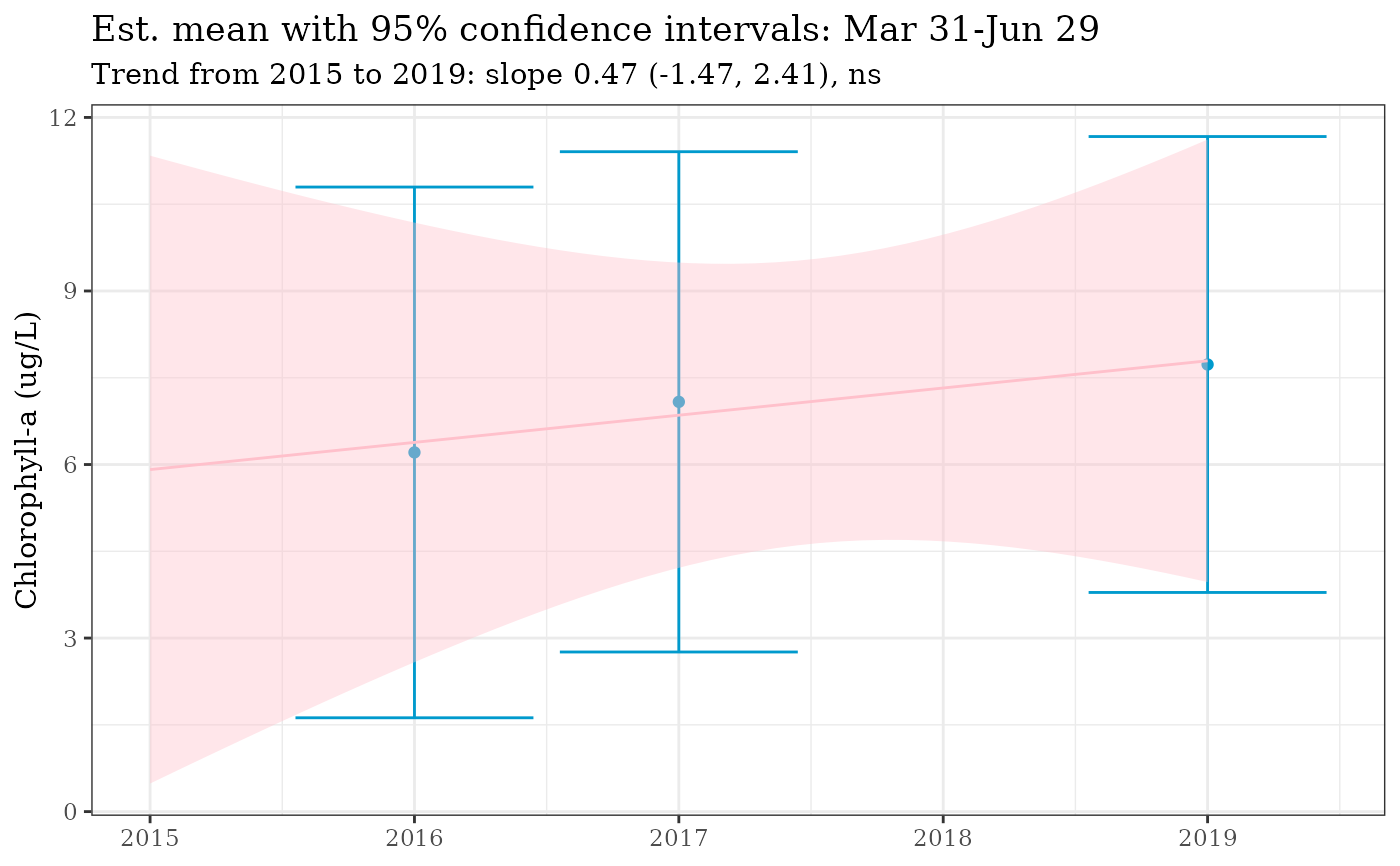 Est. mean with 95% confidence intervals: Mar 31-Jun 29
Trend from 2015 to 2019: slope 0.47 (-1.47, 2.41), ns
Chlorophyll-a (ug/L)
12
9
6
3
0
2015 2016 2017 2018 2019